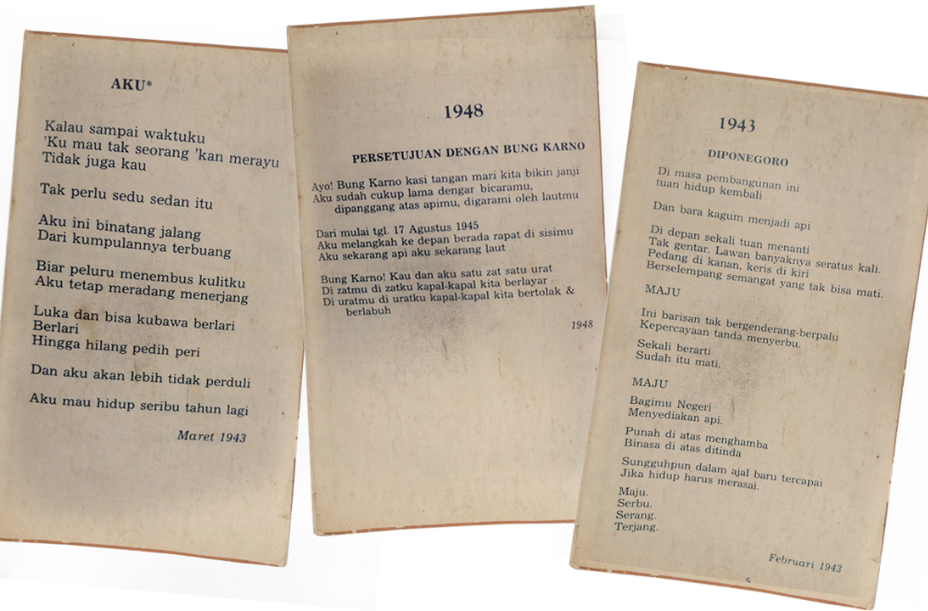 AKU*
Kalau sampai waktuku
'Ku mau tak seorang 'kan merayu
Tidak juga kau
Tak perlu sedu sedan itu
Aku ini binatang jalang
Dari kumpulannya terbuang
Biar peluru menembus kulitku
Aku tetap meradang menerjang
Luka dan bisa kubawa berlari
Berlari
Hingga hilang pedih peri
Dan aku akan lebih tidak perduli
Aku mau hidup seribu tahun lagi
Maret 1943
1948
PERSETUJUAN DENGAN BUNG KARNO
Ayo! Bung Karno kasi tangan mari kita bikin janji
Aku sudah cukup lama dengar bicaramu,
dipanggang atas apimu, digarami oleh lautmu
Dari mulai tgl. 17 Agustus 1945
Aku melangkah ke depan berada rapat di sisimu
Aku sekarang api aku sekarang laut
Bung Karno! Kau dan aku satu zat satu urat
Di zatmu di zatku kapal-kapal kita berlayar
Di uratmu di uratku kapal-kapal kita bertolak &
berlabuh
1948
1943
DIPONEGORO
Di masa pembangunan ini
tuan hidup kembali
Dan bara kagum menjadi api
Di depan sekali tuan menanti
Tak gentar. Lawan banyaknya seratus kali.
Pedang di kanan, keris di kiri
Berselempang semangat yang tak bisa mati.
MAJU
Ini barisan tak bergenderang-berpalu
Kepercayaan tanda menyerbu.
Sekali berarti
Sudah itu mati.
MAJU
Bagimu Negeri
Menyediakan api.
Punah di atas menghamba
Binasa di atas ditinda
Sungguhpun dalam ajal baru tercapai
Jika hidup harus merasai.
Maju.
Serbu.
Serang.
Terjang.
Februari 1943